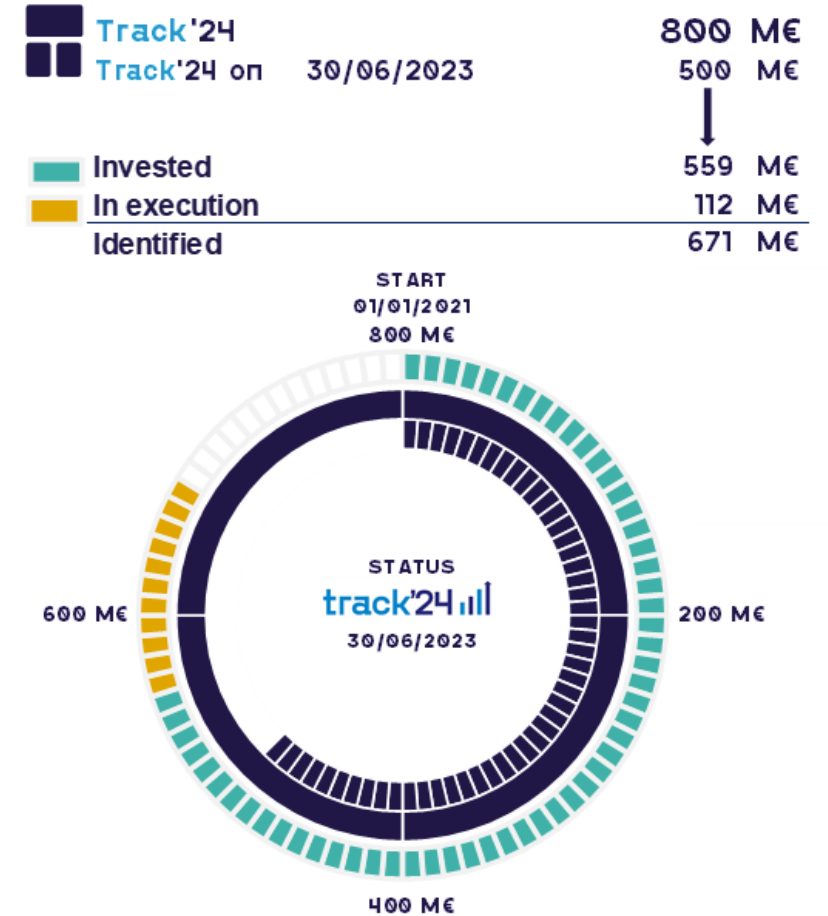 Track'24 800 M€
Track'24 on 30/06/2023 500 M€
Invested 559 M€
In execution 112 M€
Identified 671 M€
START
01/01/2021
800 M€
STATUS
track'24
30/06/2023
600 M€
200 M€
400 M€